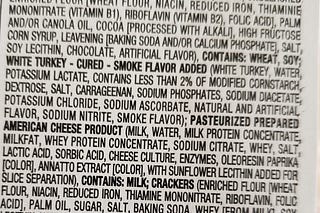 ENRICHED FLOUR [WHEAT FLOUR, NIACIN, REDUCED IRON, THIAMINE
MONONITRATE (VITAMIN B1), RIBOFLAVIN (VITAMIN B2), FOLIC ACID], PALM
AND/OR CANOLA OIL, COCOA [PROCESSED WITH ALKALI], HIGH FRUCTOSE
CORN SYRUP, LEAVENING [BAKING SODA AND/OR CALCIUM PHOSPHATE], SALT,
SOY LECITHIN, CHOCOLATE, ARTIFICIAL FLAVOR); CONTAINS: WHEAT, SOY;
WHITE TURKEY - CURED - SMOKE FLAVOR ADDED (WHITE TURKEY, WATER,
POTASSIUM LACTATE, CONTAINS LESS THAN 2% OF MODIFIED CORNSTARCH,
DEXTROSE, SALT, CARRAGEENAN, SODIUM PHOSPHATES, SODIUM DIACETATE,
POTASSIUM CHLORIDE, SODIUM ASCORBATE, NATURAL AND ARTIFICIAL
FLAVOR, SODIUM NITRITE, SMOKE FLAVOR); PASTEURIZED PREPARED
AMERICAN CHEESE PRODUCT (MILK, WATER, MILK PROTEIN CONCENTRATE,
MILKFAT, WHEY PROTEIN CONCENTRATE, SODIUM CITRATE, WHEY, SALT,
LACTIC ACID, SORBIC ACID, CHEESE CULTURE, ENZYMES, OLEORESIN PAPRIKA
[COLOR], ANNATTO EXTRACT [COLOR], WITH SUNFLOWER LECITHIN ADDED FOR
SLICE SEPARATION), CONTAINS: MILK; CRACKERS (ENRICHED FLOUR [WHEAT
FLOUR, NIACIN, REDUCED IRON, THIAMINE MONONITRATE, RIBOFLAVIN, FOLIC
ACID], PALM OIL, SUGAR, SALT, BAKING SODA, WHEY [FROM MILK], SOY